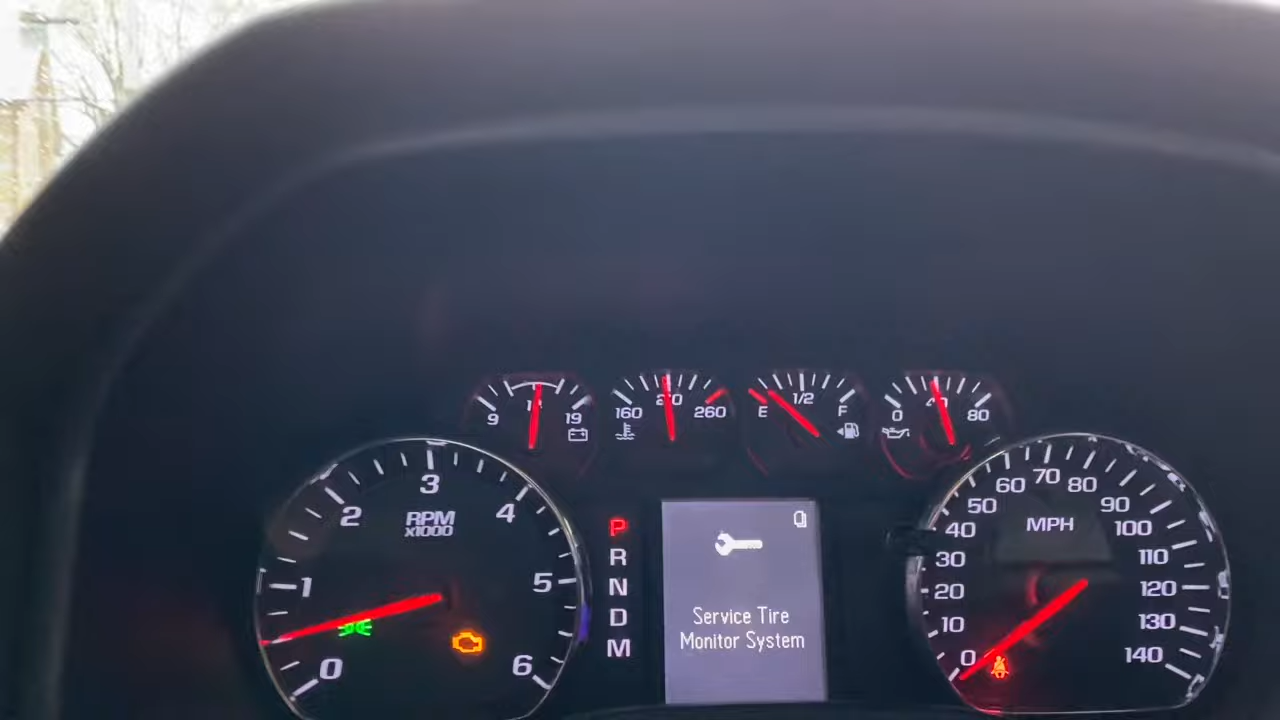 9 19
160 260
E 1/2 F
0 40 80
0 1 2 3 4 5 6
RPM
x1000
P
R
N
D
M
Service Tire
Monitor System
0 10 20 30 40 50 60 70 80 90 100 110 120 130 140
MPH